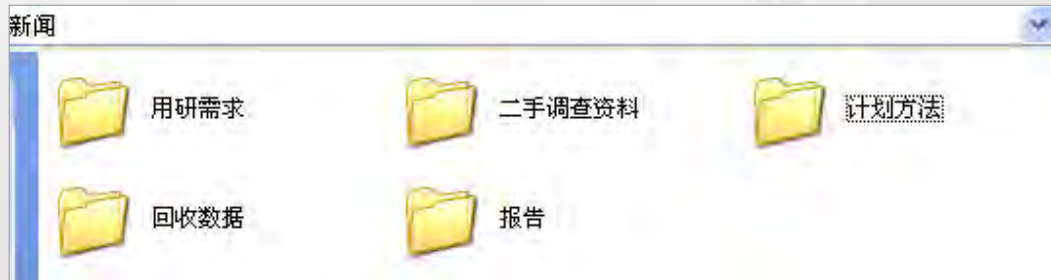 新闻
用研需求
二手调查资料
计划方法
回收数据
报告